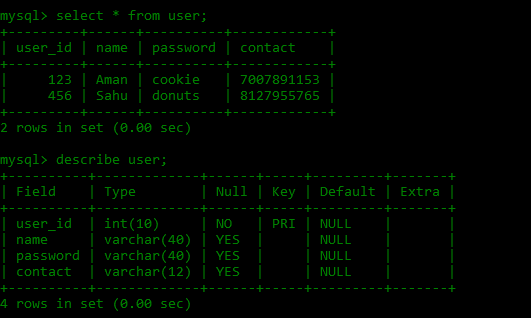 mysql> select * from user;
+---------+------+----------+------------+
| user_id | name | password | contact    |
+---------+------+----------+------------+
|     123 | Aman | cookie   | 7007891153 |
|     456 | Sahu | donuts   | 8127955765 |
+---------+------+----------+------------+
2 rows in set (0.00 sec)

mysql> describe user;
+----------+-------------+------+-----+---------+-------+
| Field    | Type        | Null | Key | Default | Extra |
+----------+-------------+------+-----+---------+-------+
| user_id  | int(10)     | NO   | PRI | NULL    |       |
| name     | varchar(40) | YES  |     | NULL    |       |
| password | varchar(40) | YES  |     | NULL    |       |
| contact  | varchar(12) | YES  |     | NULL    |       |
+----------+-------------+------+-----+---------+-------+
4 rows in set (0.00 sec)